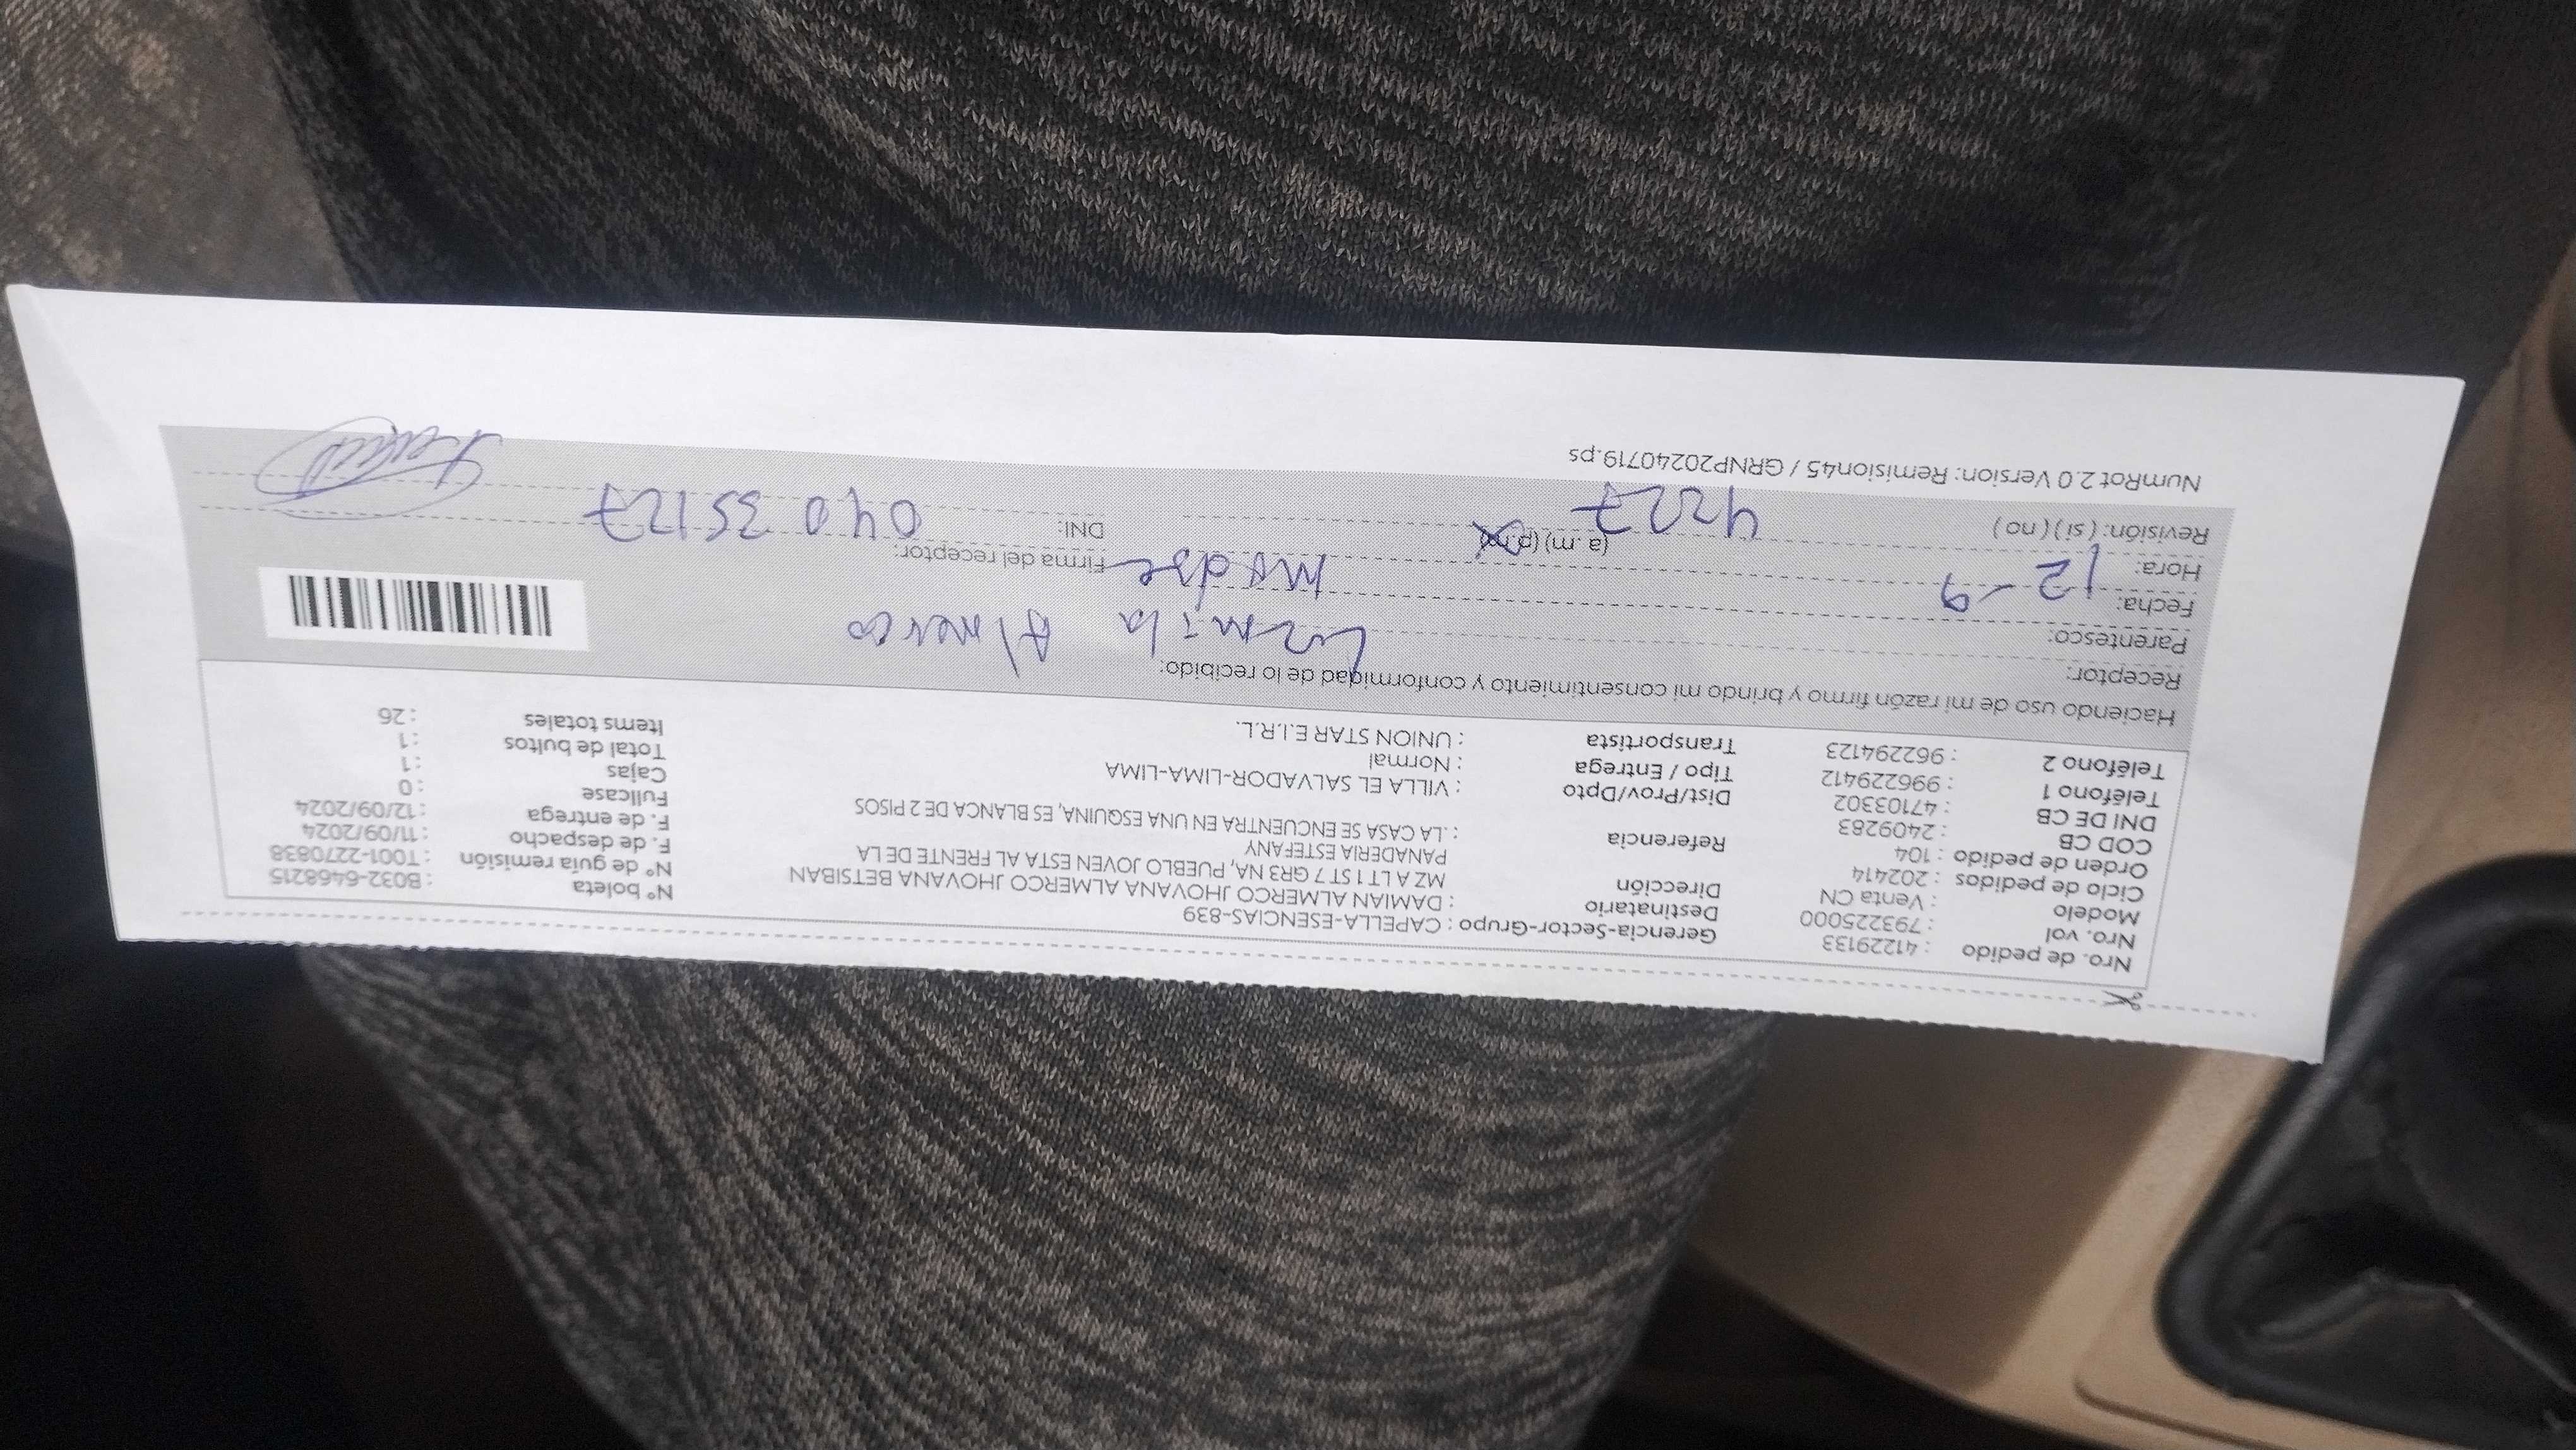 Nro. de pedido : 41229133 Gerencia-Sector-Grupo : CAPELLA-ESENCIAS-839 N° boleta : B032-6468215
Nro. vol : 793225000 Destinatario : DAMIAN ALMERCO JHOVANA ALMERCO JHOVANA BETSIBAN N° de guía remisión : T001-2270838
Modelo : Venta CN Dirección MZ A LT 1 ST 7 GR3 NA, PUEBLO JOVEN ESTA AL FRENTE DE LA F. de despacho : 11/09/2024
Ciclo de pedidos : 202414 PANADERIA ESTEFANY F. de entrega : 12/09/2024
Orden de pedido : 104 Referencia : .LA CASA SE ENCUENTRA EN UNA ESQUINA, ES BLANCA DE 2 PISOS Fullcase : 0
COD CB : 2409283 Dist/Prov/Dpto : VILLA EL SALVADOR-LIMA-LIMA Cajas : 1
DNI DE CB : 47103302 Tipo / Entrega : Normal Total de bultos : 1
Teléfono 1 : 996229412 Transportista : UNION STAR E.I.R.L. Items totales : 26
Teléfono 2 : 962294123
Haciendo uso de mi razón firmo y brindo mi consentimiento y conformidad de lo recibido:
Receptor: Luzmila Almerco
Parentesco: Madre
Fecha: 12-9 Firma del receptor:
Hora: 4227 (a.m) (p.m) DNI: 04035127
Revisión: ( si ) ( no )
NumRot 2.0 Version: Remision45 / GRNP20240719.ps